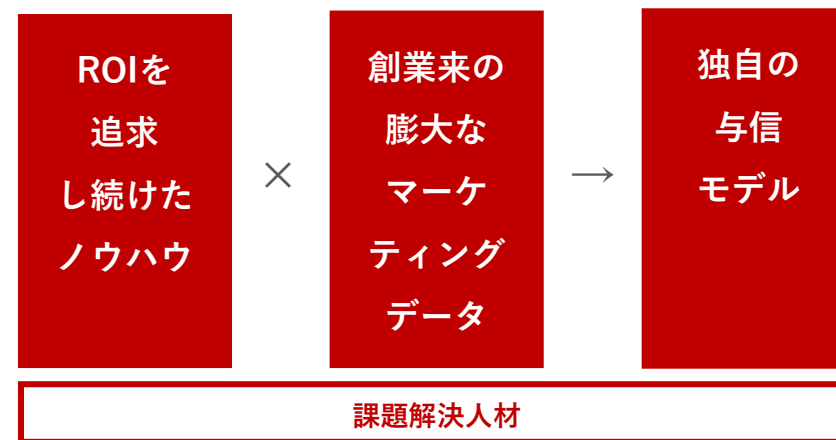 ROIを
追求
し続けた
ノウハウ
×
創業来の
膨大な
マーケ
ティング
データ
→
独自の
与信
モデル
課題解決人材